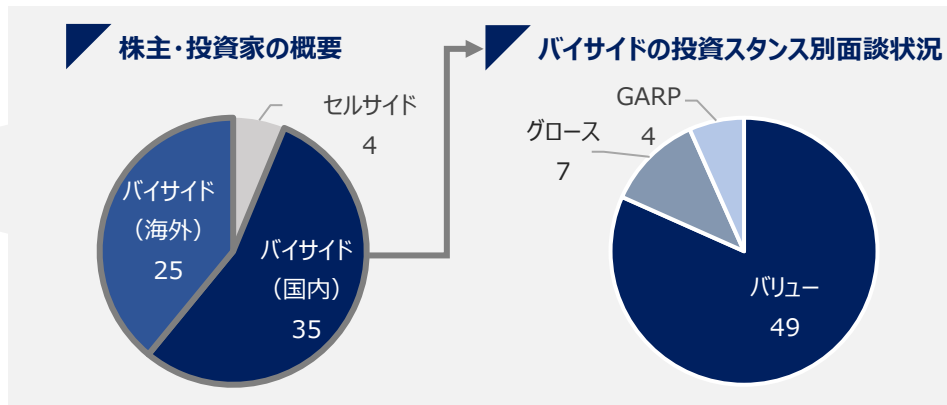 株主・投資家の概要
セルサイド
4
バイサイド
（海外）
25
バイサイド
（国内）
35
バイサイドの投資スタンス別面談状況
GARP
4
グロース
7
バリュー
49